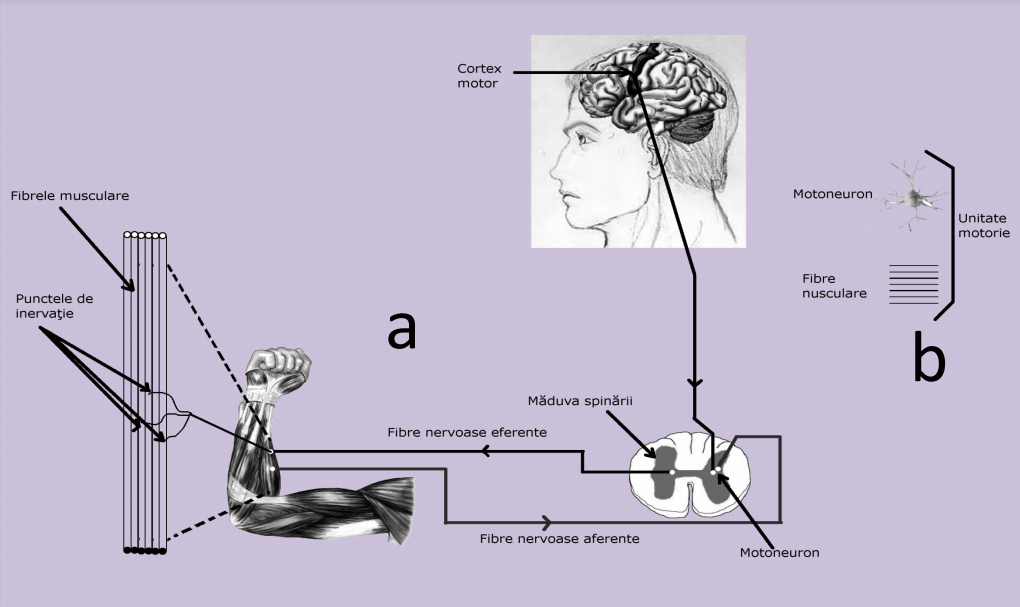 Cortex
motor
Fibrele musculare
Punctele de
inervaţie
a
Motoneuron
Unitate
motorie
Fibre
nusculare
b
Măduva spinării
Fibre nervoase eferente
Fibre nervoase aferente
Motoneuron